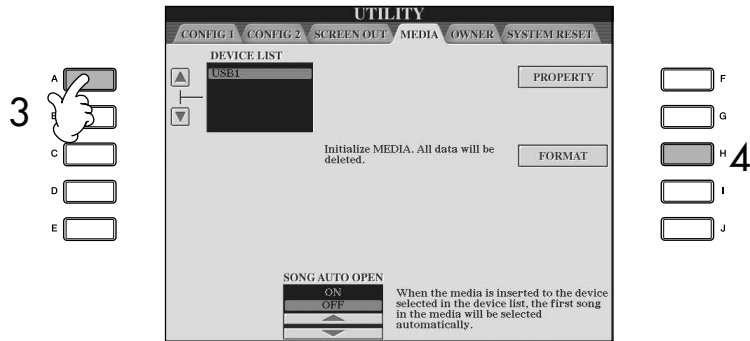 UTILITY
CONFIG 1 CONFIG 2 SCREEN OUT MEDIA OWNER SYSTEM RESET
DEVICE LIST
USB1
PROPERTY
Initialize MEDIA. All data will be
deleted.
FORMAT
SONG AUTO OPEN
ON
OFF
When the media is inserted to the device
selected in the device list, the first song
in the media will be selected
automatically.
3
A
B
C
D
E
F
G
H
I
J
4